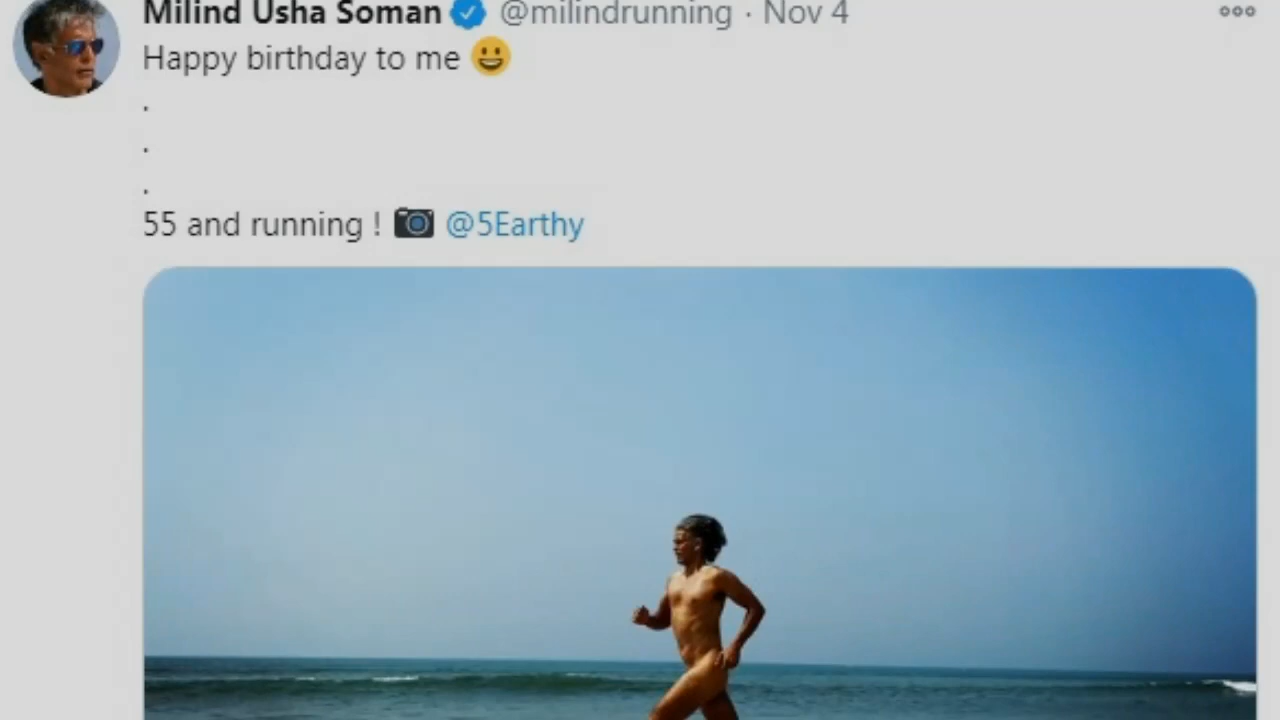 Milind Usha Soman @milindrunning · Nov 4
Happy birthday to me 😀
.
.
.
55 and running ! 📷 @5Earthy